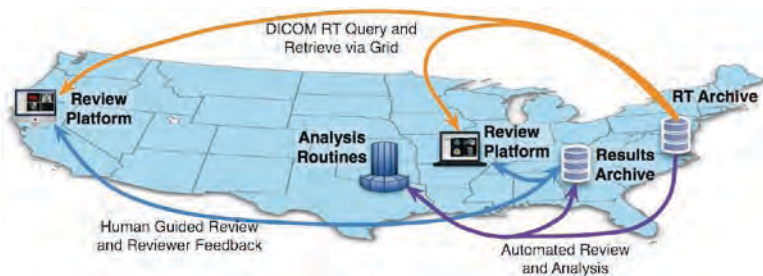 DICOM RT Query and
Retrieve via Grid
Review
Platform
RT Archive
Analysis
Routines
Review
Platform
Results
Archive
Human Guided Review
and Reviewer Feedback
Automated Review
and Analysis